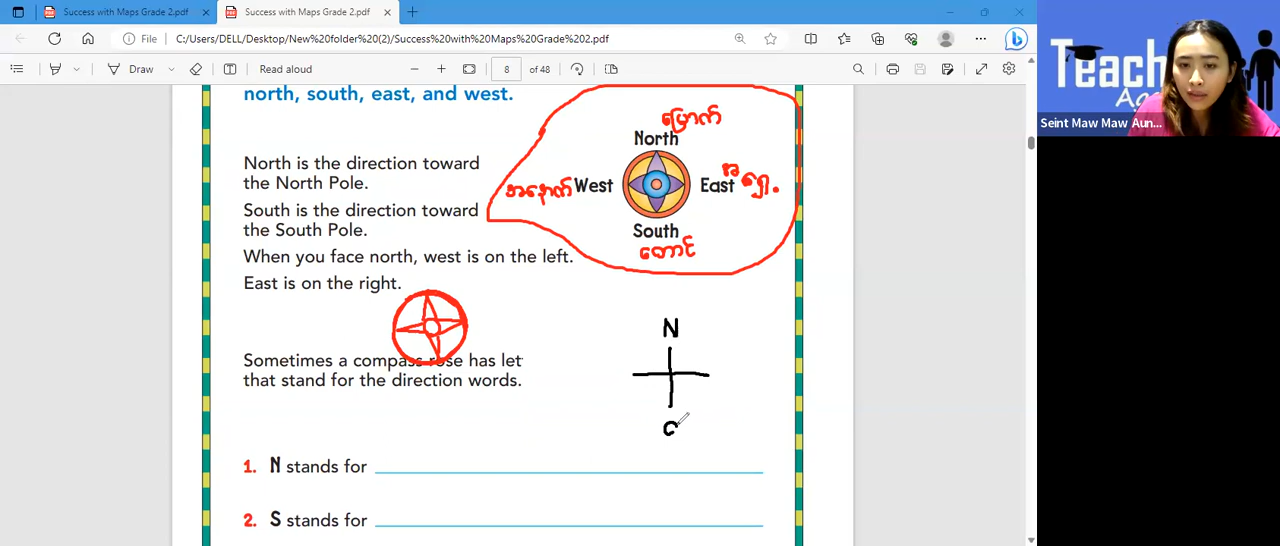 Success with Maps Grade 2.pdf
Success with Maps Grade 2.pdf
File
C:/Users/DELL/Desktop/New%20folder%20(2)/Success%20with%20Maps%20Grade%202.pdf
Draw
Read aloud
8 of 48
Teach
Seint Maw Maw Aun...
north, south, east, and west.
မြောက်
North
အနောက် West
East အရှေ့
South
တောင်
North is the direction toward
the North Pole.
South is the direction toward
the South Pole.
When you face north, west is on the left.
East is on the right.
Sometimes a compass rose has let
that stand for the direction words.
N
1. N stands for
2. S stands for